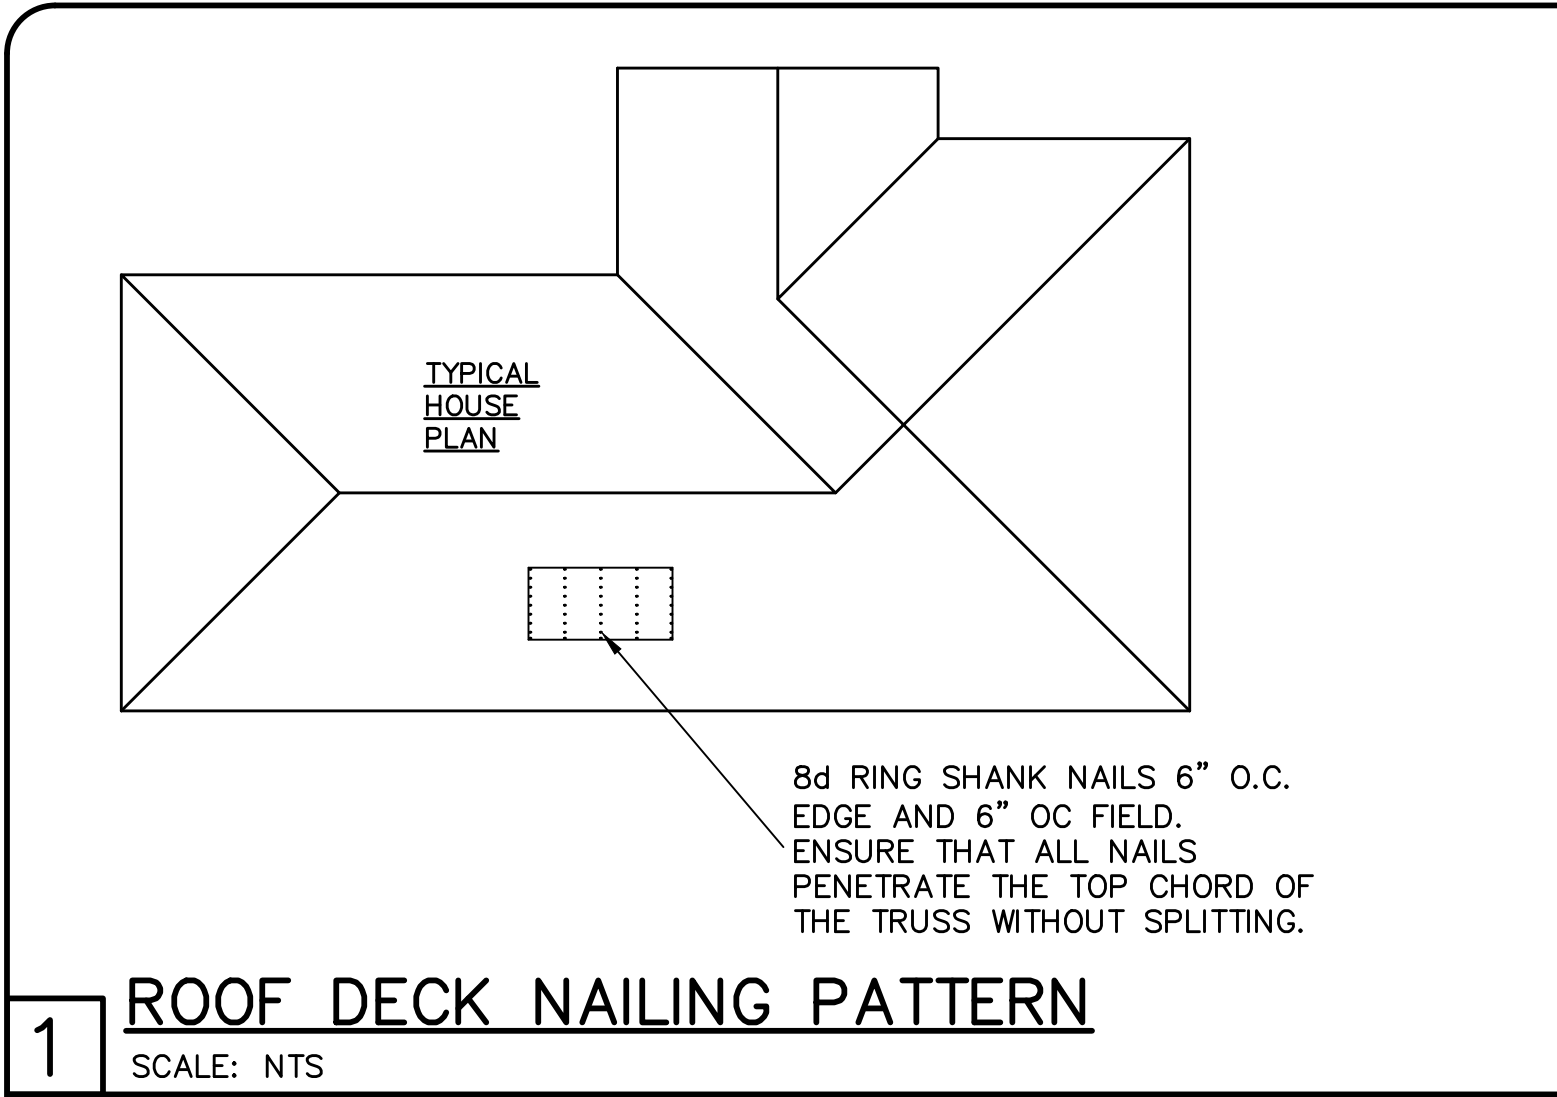 TYPICAL
HOUSE
PLAN
8d RING SHANK NAILS 6” O.C.
EDGE AND 6” OC FIELD.
ENSURE THAT ALL NAILS
PENETRATE THE TOP CHORD OF
THE TRUSS WITHOUT SPLITTING.
ROOF DECK NAILING PATTERN
1
SCALE: NTS